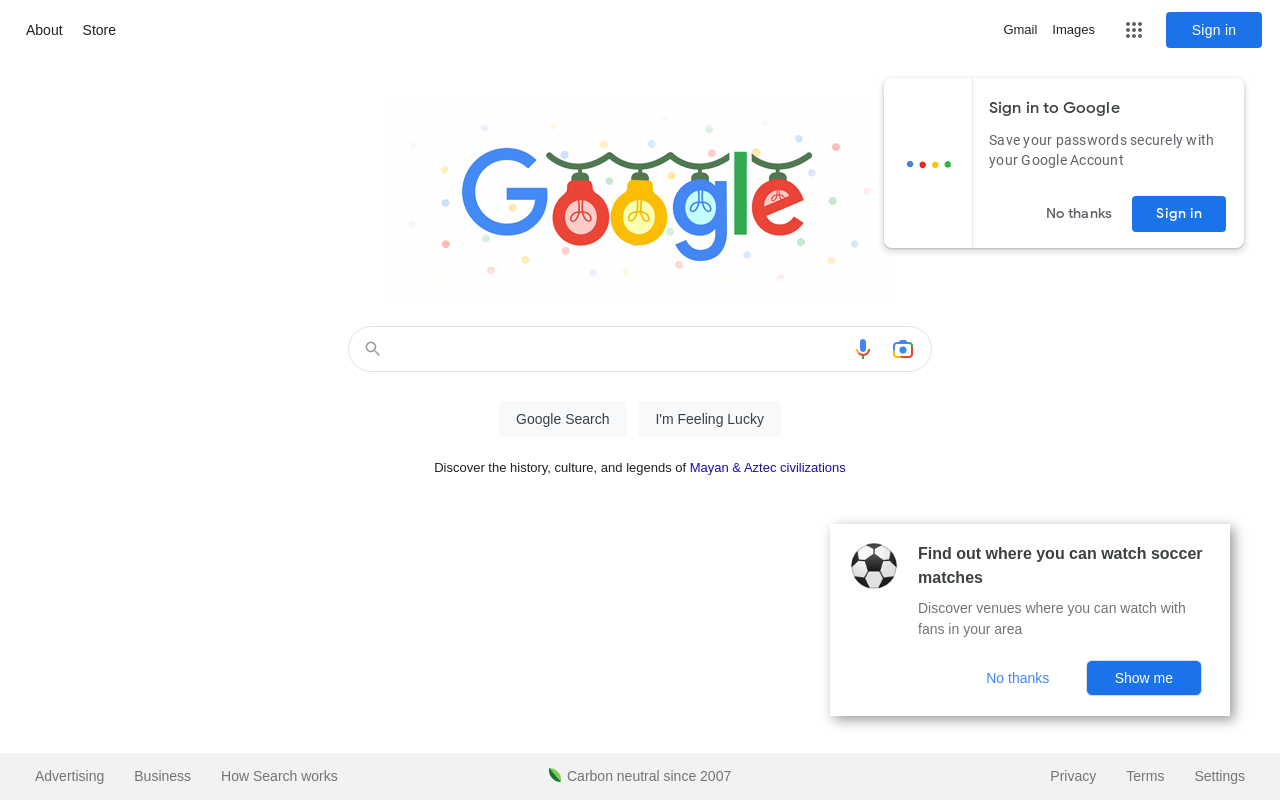 About Store
Gmail Images Sign in
Sign in to Google
Save your passwords securely with
your Google Account
No thanks Sign in
Google
Google Search I'm Feeling Lucky
Discover the history, culture, and legends of Mayan & Aztec civilizations
Find out where you can watch soccer
matches
Discover venues where you can watch with
fans in your area
No thanks Show me
Advertising Business How Search works
Carbon neutral since 2007
Privacy Terms Settings